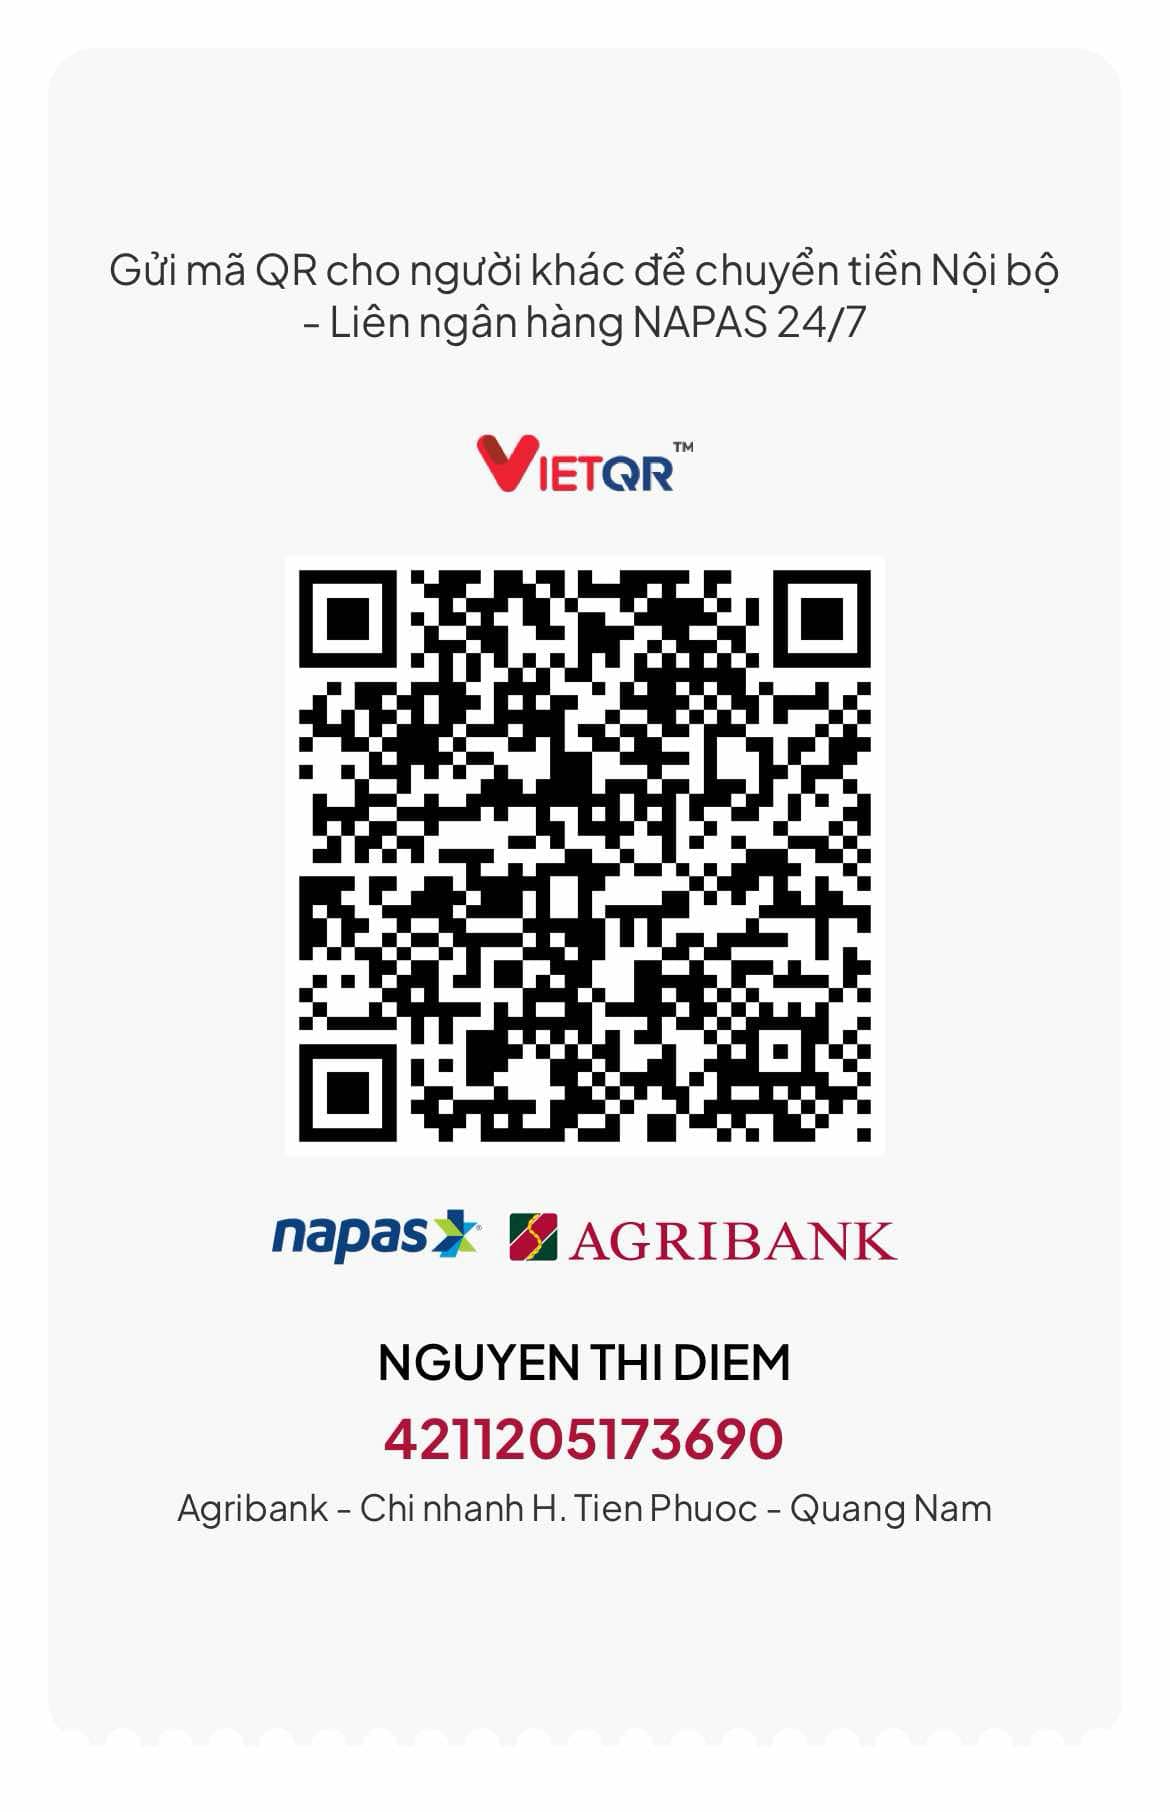 Gửi mã QR cho người khác để chuyển tiền Nội bộ
- Liên ngân hàng NAPAS 24/7
VIETQR™
napas® AGRIBANK
NGUYEN THI DIEM
4211205173690
Agribank - Chi nhanh H. Tien Phuoc - Quang Nam